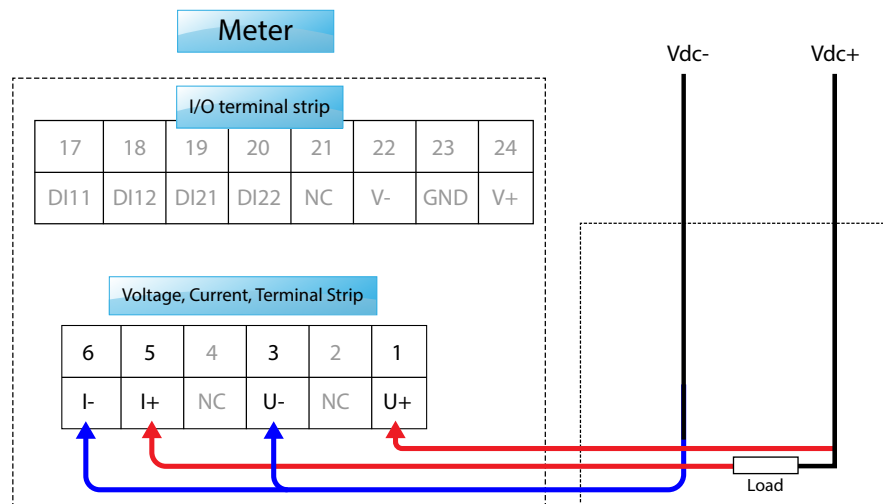 Meter
Vdc- Vdc+
I/O terminal strip
17 18 19 20 21 22 23 24
DI11 DI12 DI21 DI22 NC V- GND V+
Voltage, Current, Terminal Strip
6 5 4 3 2 1
I- I+ NC U- NC U+
Load